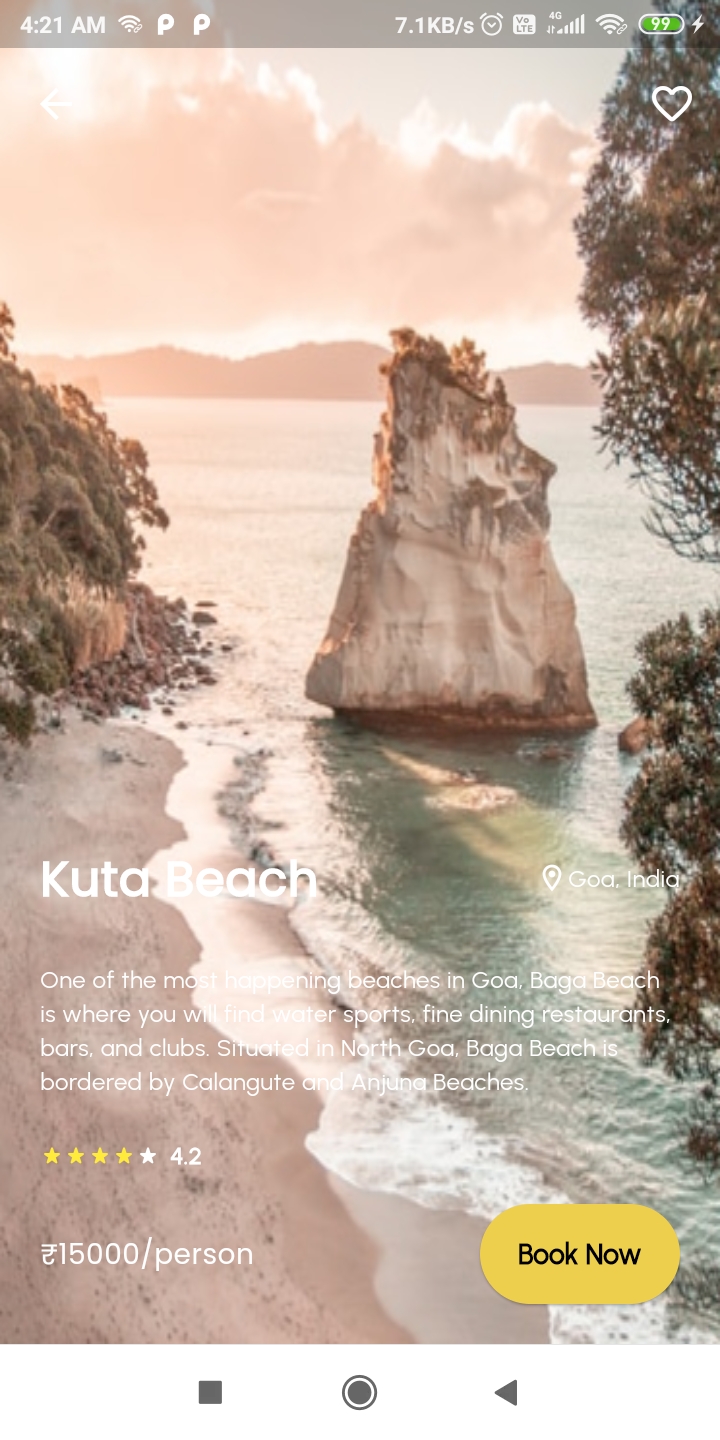 4:21 AM
7.1KB/s
Vo LTE
4G
99
Kuta Beach
Goa, India
One of the most happening beaches in Goa, Baga Beach
is where you will find water sports, fine dining restaurants,
bars, and clubs. Situated in North Goa, Baga Beach is
bordered by Calangute and Anjuna Beaches.
4.2
₹15000/person
Book Now